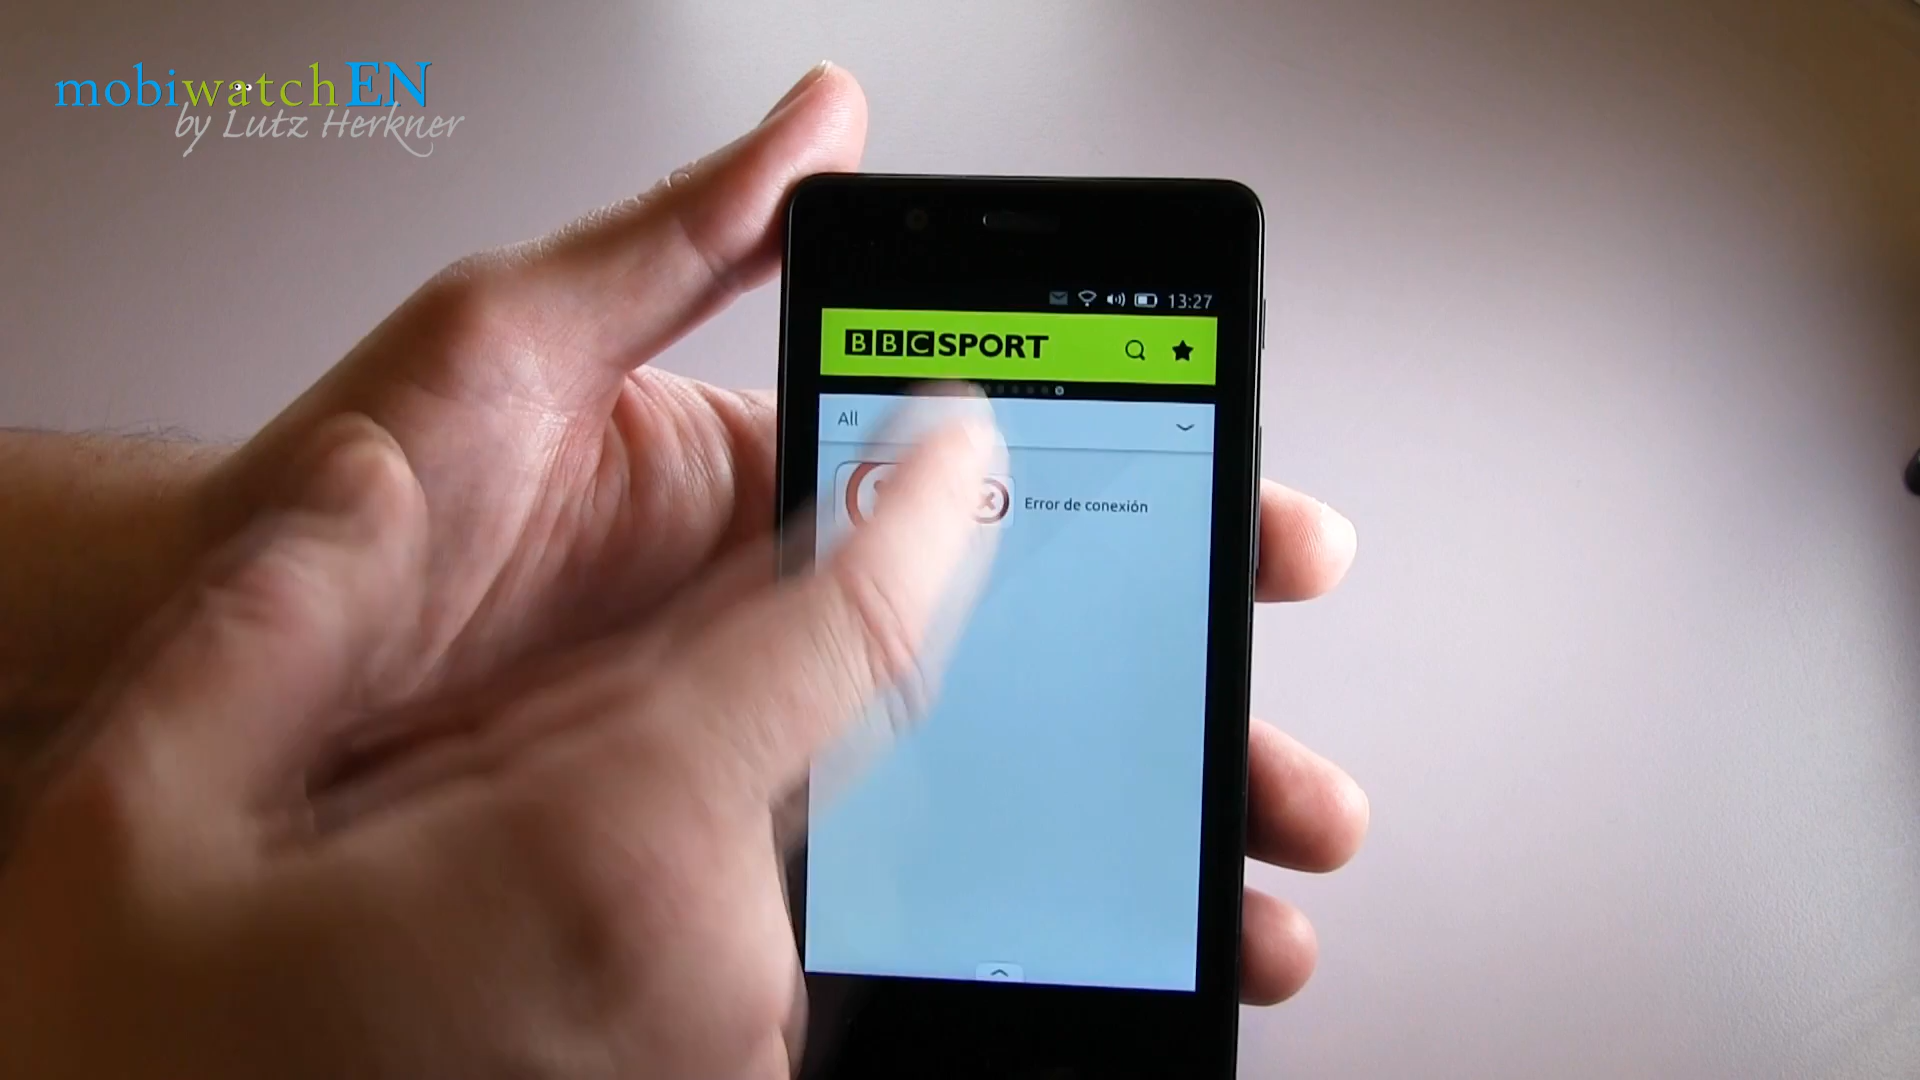 mobiwatchEN
by Lutz Herkner
13:27
BBC SPORT
All
Error de conexión